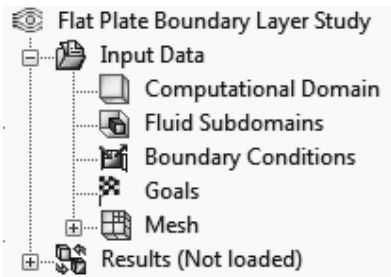 Flat Plate Boundary Layer Study
Input Data
Computational Domain
Fluid Subdomains
Boundary Conditions
Goals
Mesh
Results (Not loaded)